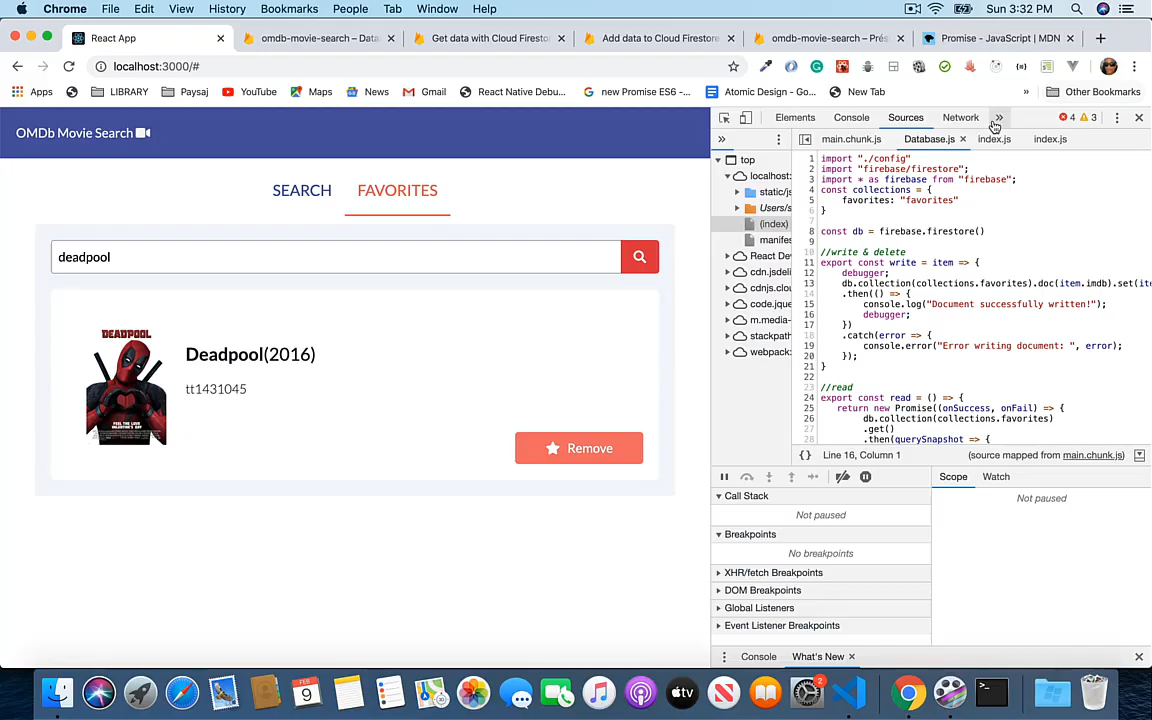 Chrome File Edit View History Bookmarks People Tab Window Help Sun 3:32 PM
React App omdb-movie-search – Data Get data with Cloud Firesto Add data to Cloud Firestore omdb-movie-search – Prés Promise - JavaScript | MDN
localhost:3000/#
Apps LIBRARY Paysaj YouTube Maps News Gmail React Native Debu... new Promise ES6 -... Atomic Design - Go... New Tab » Other Bookmarks
OMDb Movie Search
SEARCH FAVORITES
deadpool
DEADPOOL
Deadpool(2016)
tt1431045
Remove
Elements Console Sources Network » 4 3
» main.chunk.js Database.js index.js index.js
top
localhost:
static/js
Users/s
(index)
manifes
React Dev
cdn.jsdeli
cdnjs.clou
code.jque
m.media-
stackpath
webpack:
1 import "./config"
2 import "firebase/firestore";
3 import * as firebase from "firebase";
4 const collections = {
5 favorites: "favorites"
6 }
7
8 const db = firebase.firestore()
9
10 //write & delete
11 export const write = item => {
12 debugger;
13 db.collection(collections.favorites).doc(item.imdb).set(ite
14 .then(() => {
15 console.log("Document successfully written!");
16 debugger;
17 })
18 .catch(error => {
19 console.error("Error writing document: ", error);
20 });
21 }
22
23 //read
24 export const read = () => {
25 return new Promise((onSuccess, onFail) => {
26 db.collection(collections.favorites)
27 .get()
28 .then(querySnapshot => {
{} Line 16, Column 1 (source mapped from main.chunk.js)
Call Stack
Not paused
Breakpoints
No breakpoints
XHR/fetch Breakpoints
DOM Breakpoints
Global Listeners
Event Listener Breakpoints
Scope Watch
Not paused
Console What's New
FEB
9
tv
2